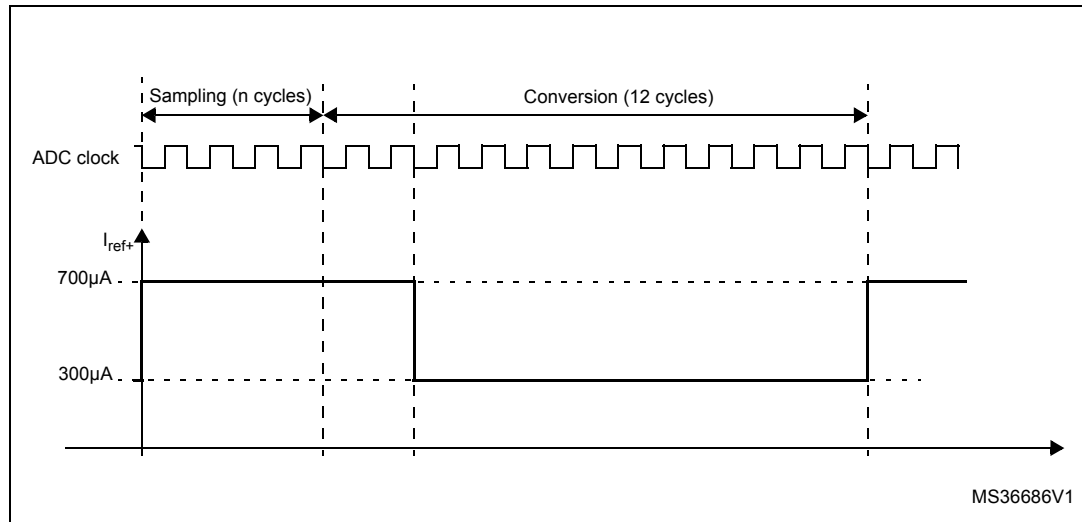 Sampling (n cycles)
Conversion (12 cycles)
ADC clock
Iref+
700µA
300µA
MS36686V1